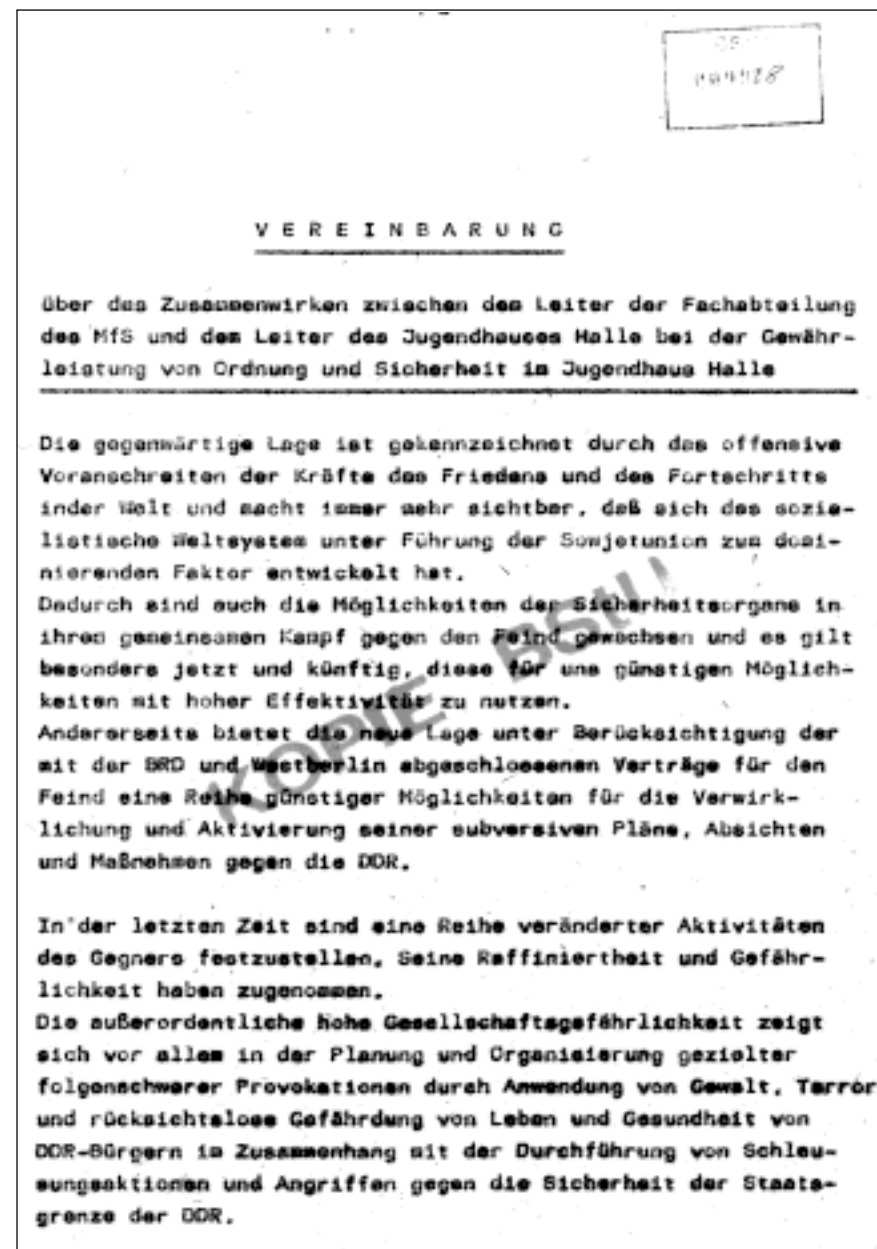 VEREINBARUNG
über das Zusammenwirken zwischen dem Leiter der Fachabteilung
des MfS und dem Leiter des Jugendhauses Halle bei der Gewähr-
leistung von Ordnung und Sicherheit im Jugendhaus Halle
Die gegenwärtige Lage ist gekennzeichnet durch das offensive
Voranschreiten der Kräfte des Friedens und des Fortschritts
inder Welt und macht immer mehr sichtbar, daß sich das sozia-
listische Weltsystem unter Führung der Sowjetunion zum domi-
nierenden Faktor entwickelt hat.
Dadurch sind auch die Möglichkeiten der Sicherheitsorgane in
ihrem gemeinsamen Kampf gegen den Feind gewachsen und es gilt
besonders jetzt und künftig, diese für uns günstigen Möglich-
keiten mit hoher Effektivität zu nutzen.
Andererseits bietet die neue Lage unter Berücksichtigung der
mit der BRD und Westberlin abgeschlossenen Verträge für den
Feind eine Reihe günstiger Möglichkeiten für die Verwirk-
lichung und Aktivierung seiner subversiven Pläne, Absichten
und Maßnahmen gegen die DDR.
In der letzten Zeit sind eine Reihe veränderter Aktivitäten
des Gegners festzustellen. Seine Raffiniertheit und Gefähr-
lichkeit haben zugenommen.
Die außerordentliche hohe Gesellschaftsgefährlichkeit zeigt
sich vor allem in der Planung und Organisierung gezielter
folgenschwerer Provokationen durch Anwendung von Gewalt, Terror
und rücksichtslose Gefährdung von Leben und Gesundheit von
DDR-Bürgern im Zusammenhang mit der Durchführung von Schleu-
sungsaktionen und Angriffen gegen die Sicherheit der Staats-
grenze der DDR.
KOPIE BStU